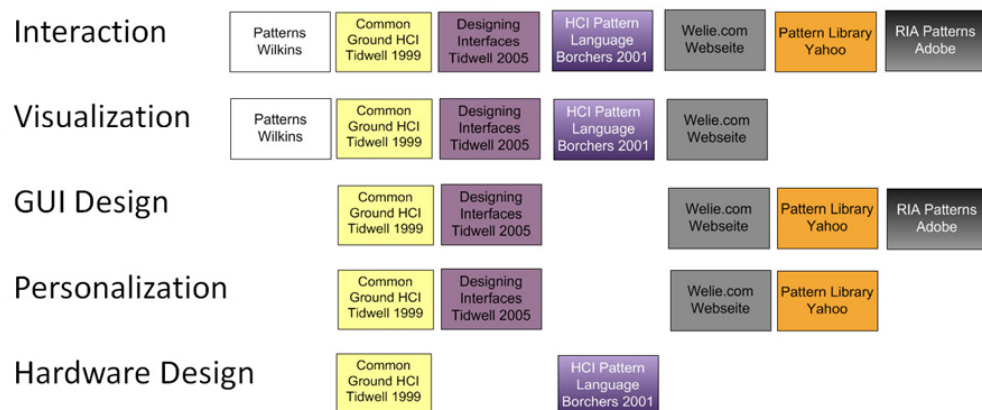 Interaction
Patterns
Wilkins
Common
Ground HCI
Tidwell 1999
Designing
Interfaces
Tidwell 2005
HCI Pattern
Language
Borchers 2001
Welie.com
Webseite
Pattern Library
Yahoo
RIA Patterns
Adobe
Visualization
Patterns
Wilkins
Common
Ground HCI
Tidwell 1999
Designing
Interfaces
Tidwell 2005
HCI Pattern
Language
Borchers 2001
Welie.com
Webseite
GUI Design
Common
Ground HCI
Tidwell 1999
Designing
Interfaces
Tidwell 2005
Welie.com
Webseite
Pattern Library
Yahoo
RIA Patterns
Adobe
Personalization
Common
Ground HCI
Tidwell 1999
Designing
Interfaces
Tidwell 2005
Welie.com
Webseite
Pattern Library
Yahoo
Hardware Design
Common
Ground HCI
Tidwell 1999
HCI Pattern
Language
Borchers 2001